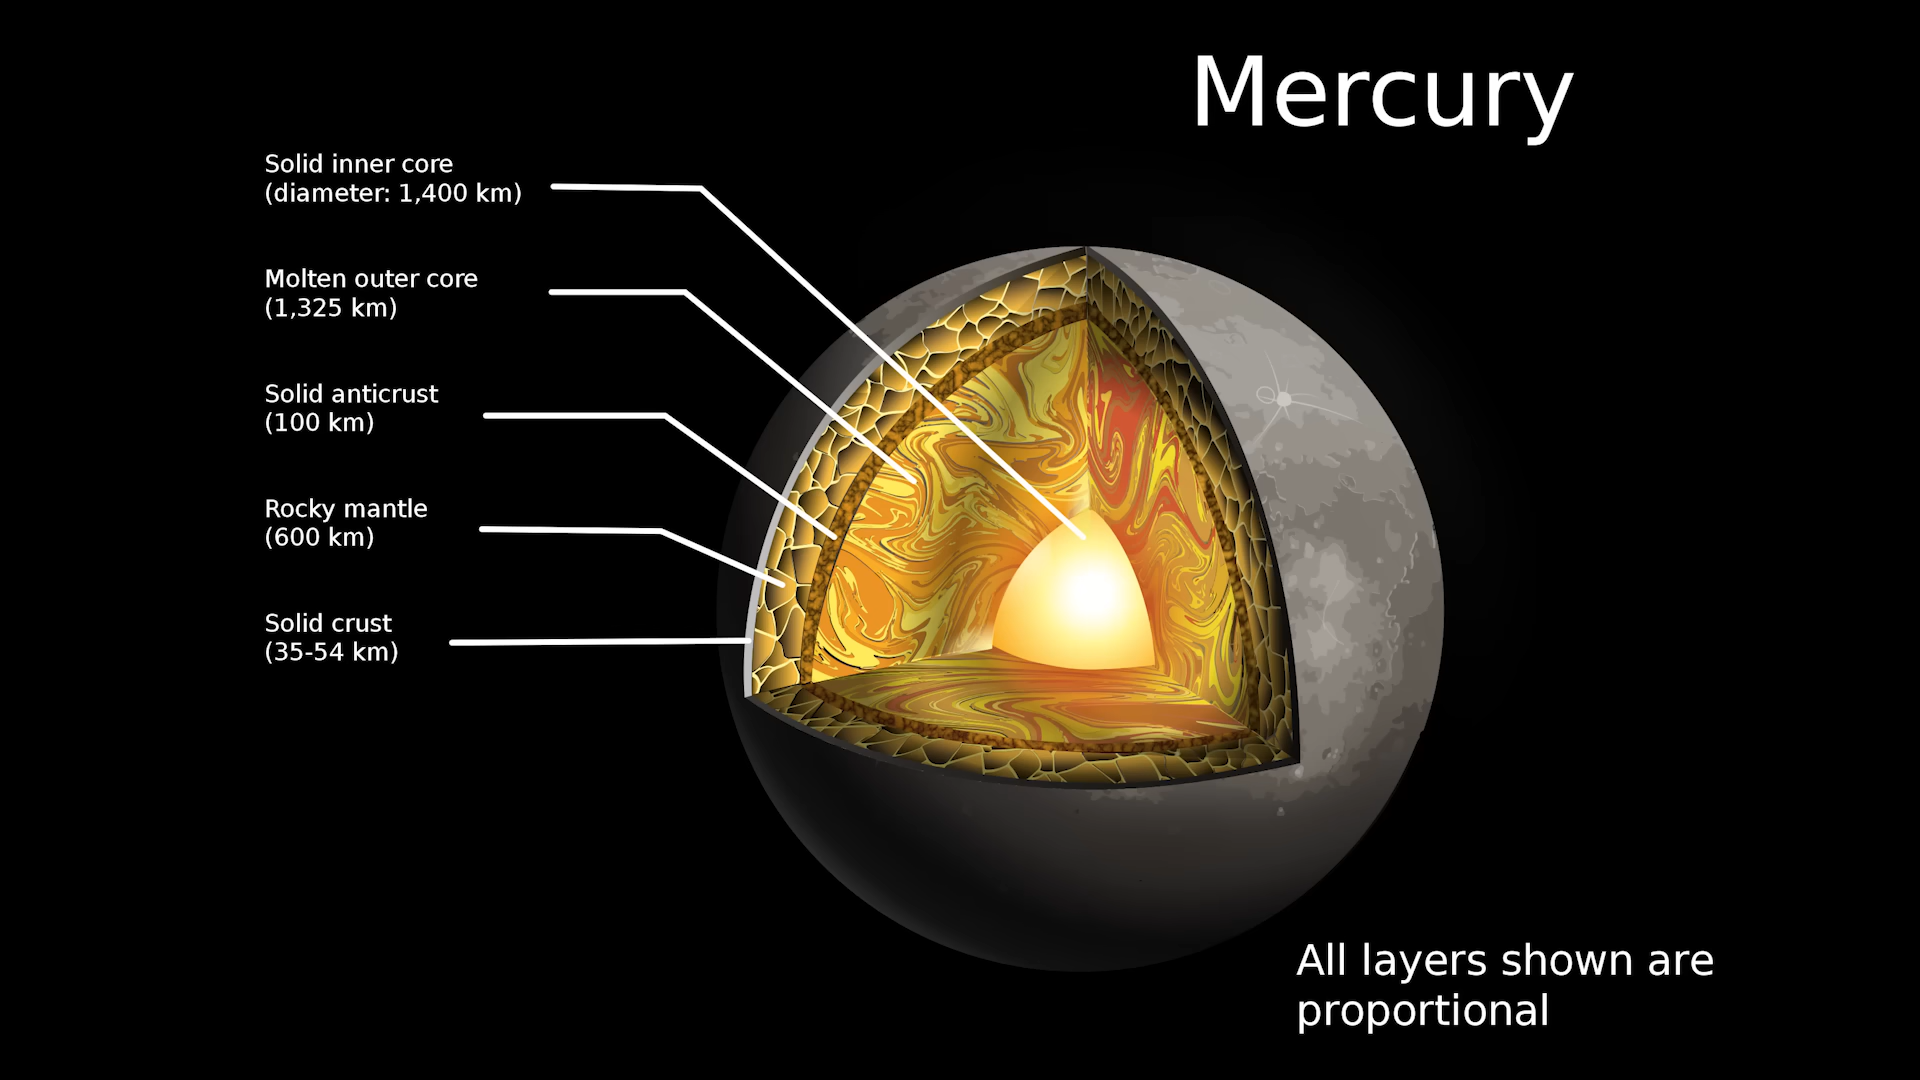 Mercury
Solid inner core
(diameter: 1,400 km)
Molten outer core
(1,325 km)
Solid anticrust
(100 km)
Rocky mantle
(600 km)
Solid crust
(35-54 km)
All layers shown are
proportional